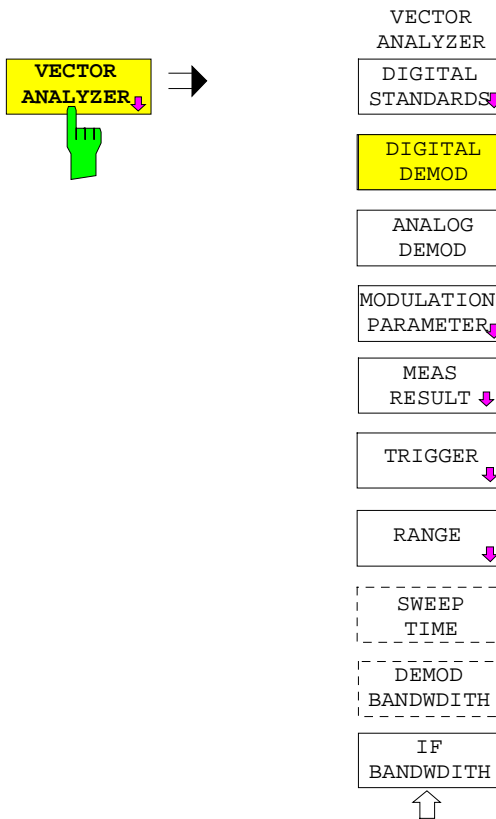 VECTOR
ANALYZER
VECTOR
ANALYZER
DIGITAL
STANDARDS
DIGITAL
DEMOD
ANALOG
DEMOD
MODULATION
PARAMETER
MEAS
RESULT
TRIGGER
RANGE
SWEEP
TIME
DEMOD
BANDWDITH
IF
BANDWDITH